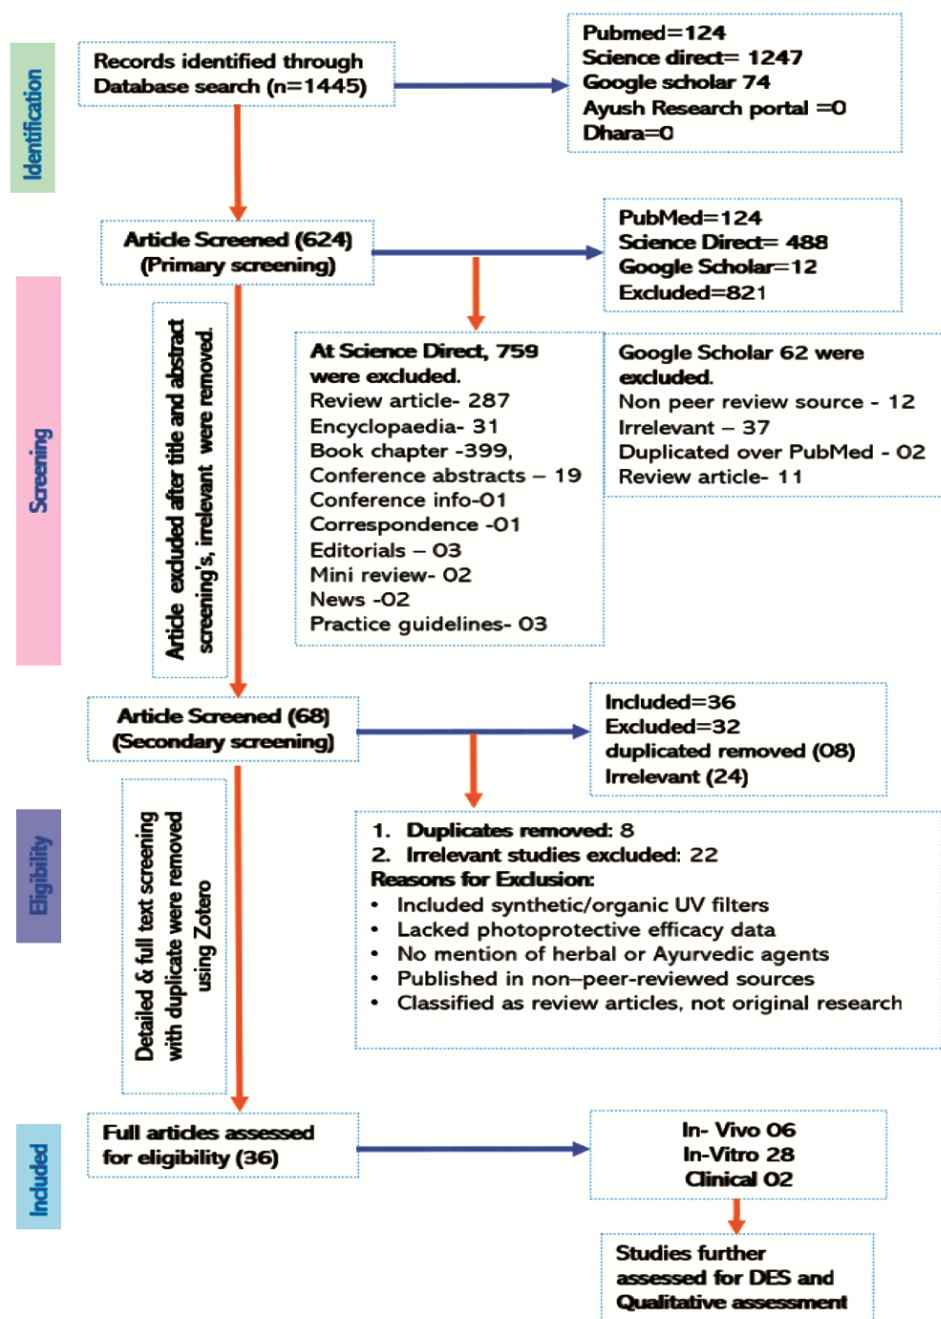 Identification
Records identified through
Database search (n=1445)
Pubmed=124
Science direct= 1247
Google scholar 74
Ayush Research portal =0
Dhara=0
Screening
Article Screened (624)
(Primary screening)
PubMed=124
Science Direct= 488
Google Scholar=12
Excluded=821
Article excluded after title and abstract
screening's, irrelevant were removed.
At Science Direct, 759
were excluded.
Review article- 287
Encyclopaedia- 31
Book chapter -399,
Conference abstracts – 19
Conference info-01
Correspondence -01
Editorials – 03
Mini review- 02
News -02
Practice guidelines- 03
Google Scholar 62 were
excluded.
Non peer review source - 12
Irrelevant – 37
Duplicated over PubMed - 02
Review article- 11
Article Screened (68)
(Secondary screening)
Included=36
Excluded=32
duplicated removed (08)
Irrelevant (24)
Eligibility
Detailed & full text screening
with duplicate were removed
using Zotero
1. Duplicates removed: 8
2. Irrelevant studies excluded: 22
Reasons for Exclusion:
• Included synthetic/organic UV filters
• Lacked photoprotective efficacy data
• No mention of herbal or Ayurvedic agents
• Published in non–peer-reviewed sources
• Classified as review articles, not original research
Included
Full articles assessed
for eligibility (36)
In- Vivo 06
In-Vitro 28
Clinical 02
Studies further
assessed for DES and
Qualitative assessment